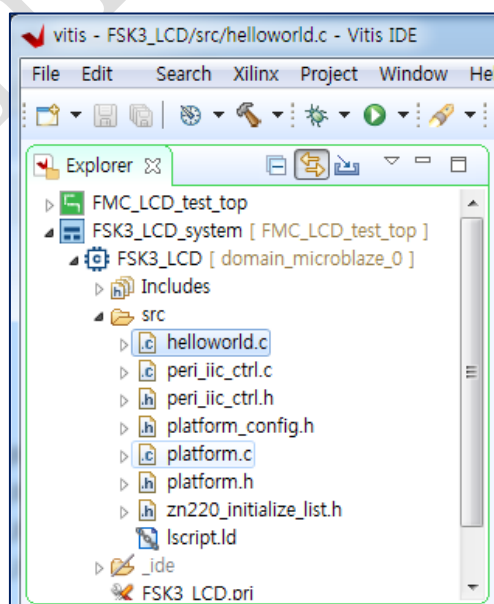 vitis - FSK3_LCD/src/helloworld.c - Vitis IDE
File Edit Search Xilinx Project Window He
Explorer
FMC_LCD_test_top
FSK3_LCD_system [ FMC_LCD_test_top ]
FSK3_LCD [ domain_microblaze_0 ]
Includes
src
helloworld.c
peri_iic_ctrl.c
peri_iic_ctrl.h
platform_config.h
platform.c
platform.h
zn220_initialize_list.h
lscript.ld
_ide
FSK3_LCD.prj